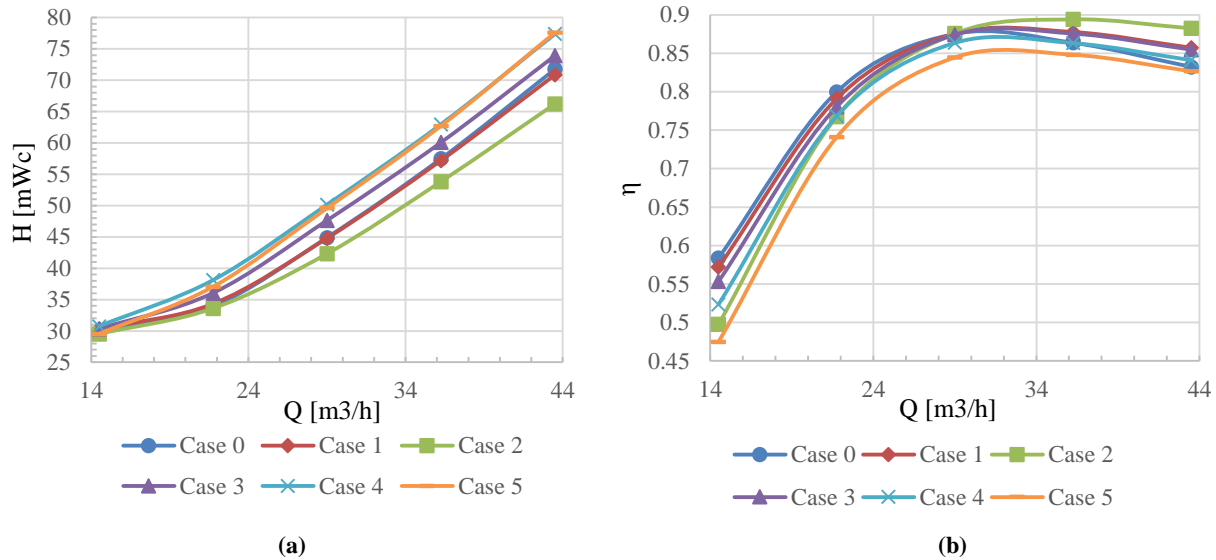 H [mWc]
80
75
70
65
60
55
50
45
40
35
30
25
14 24 34 44
Q [m3/h]
Case 0 Case 1 Case 2
Case 3 Case 4 Case 5
(a)
η
0.9
0.85
0.8
0.75
0.7
0.65
0.6
0.55
0.5
0.45
14 24 34 44
Q [m3/h]
Case 0 Case 1 Case 2
Case 3 Case 4 Case 5
(b)